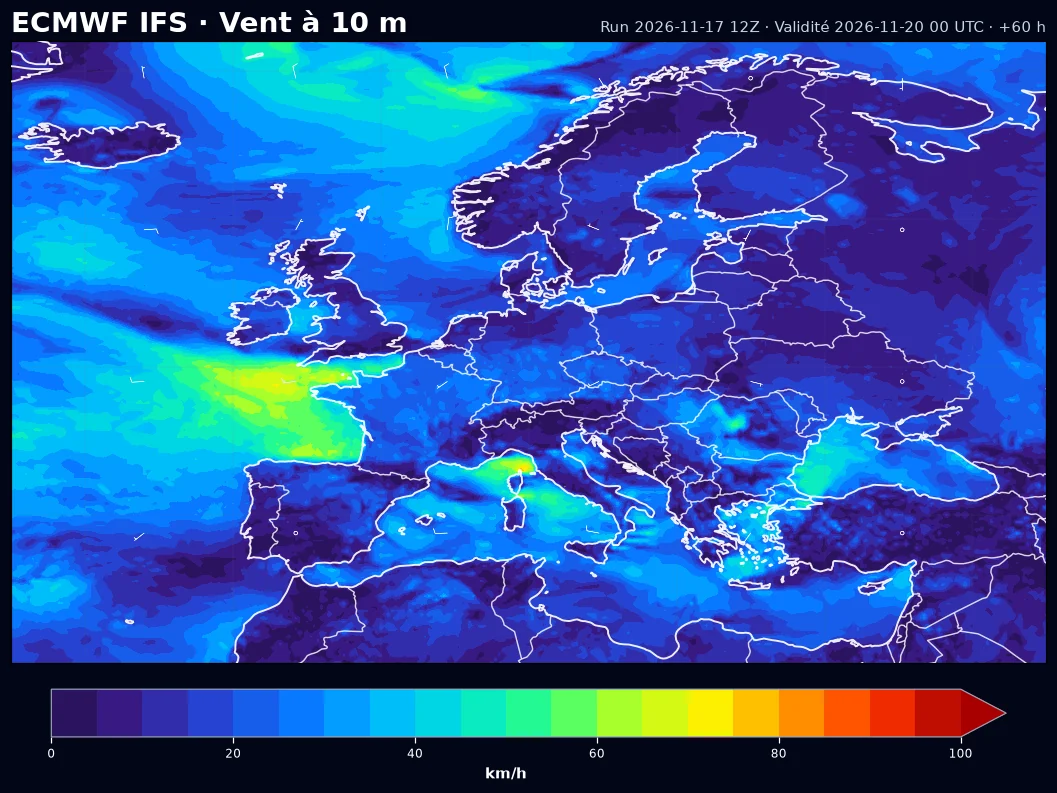 ECMWF IFS · Vent à 10 m
Run 2026-11-17 12Z · Validité 2026-11-20 00 UTC · +60 h
0 20 40 60 80 100
km/h